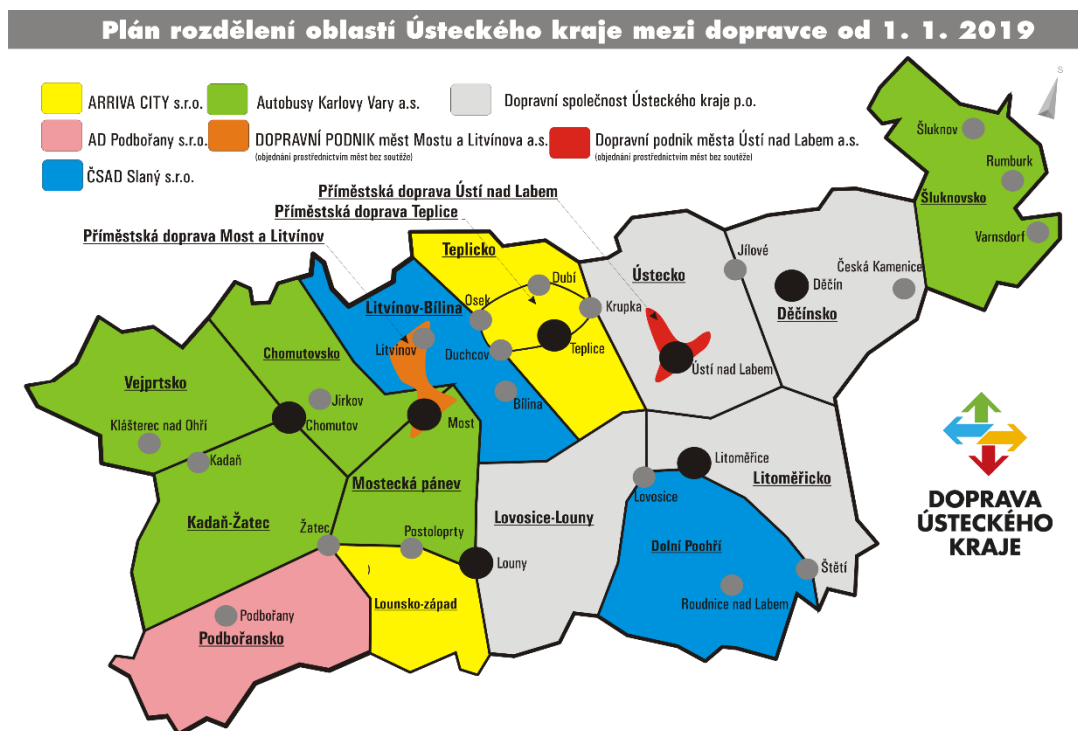 Plán rozdělení oblastí Ústeckého kraje mezi dopravce od 1. 1. 2019
S
ARRIVA CITY s.r.o.
Autobusy Karlovy Vary a.s.
Dopravní společnost Ústeckého kraje p.o.
AD Podbořany s.r.o.
DOPRAVNÍ PODNIK měst Mostu a Litvínova a.s.
(objednání prostřednictvím měst bez soutěže)
Dopravní podnik města Ústí nad Labem a.s.
(objednání prostřednictvím měst bez soutěže)
ČSAD Slaný s.r.o.
Příměstská doprava Ústí nad Labem
Příměstská doprava Teplice
Příměstská doprava Most a Litvínov
Šluknov
Rumburk
Šluknovsko
Varnsdorf
Teplicko
Jílové
Ústecko
Česká Kamenice
Dubí
Děčín
Osek
Krupka
Litvínov-Bílina
Děčínsko
Litvínov
Teplice
Chomutovsko
Duchcov
Ústí nad Labem
Vejprtsko
Jirkov
Bílina
Klášterec nad Ohří
Chomutov
Most
Kadaň
Litoměřice
Mostecká pánev
Lovosice
Litoměřicko
Kadaň-Žatec
Lovosice-Louny
Žatec
Postoloprty
Dolní Poohří
Louny
Štětí
)
Lounsko-západ
Roudnice nad Labem
Podbořany
Podbořansko
DOPRAVA
ÚSTECKÉHO
KRAJE